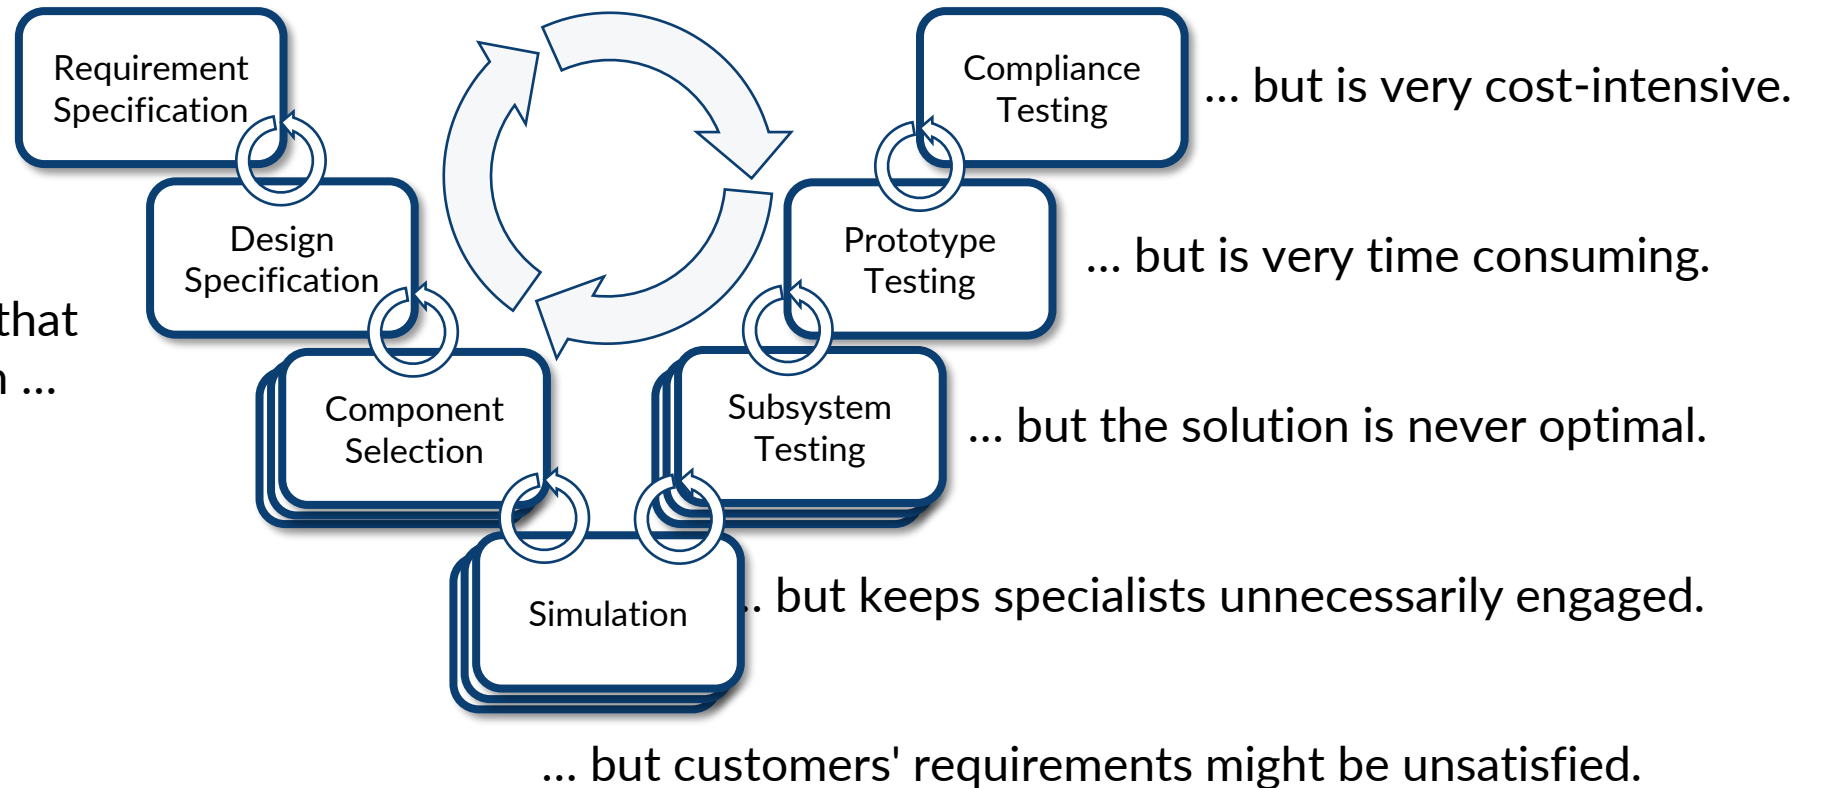 Requirement
Specification
Compliance
Testing
... but is very cost-intensive.
Design
Specification
Prototype
Testing
... but is very time consuming.
that
...
Component
Selection
Subsystem
Testing
... but the solution is never optimal.
Simulation
.. but keeps specialists unnecessarily engaged.
... but customers' requirements might be unsatisfied.